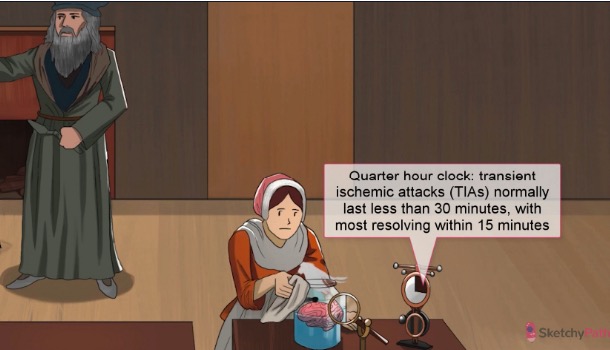 Quarter hour clock: transient
ischemic attacks (TIAs) normally
last less than 30 minutes, with
most resolving within 15 minutes